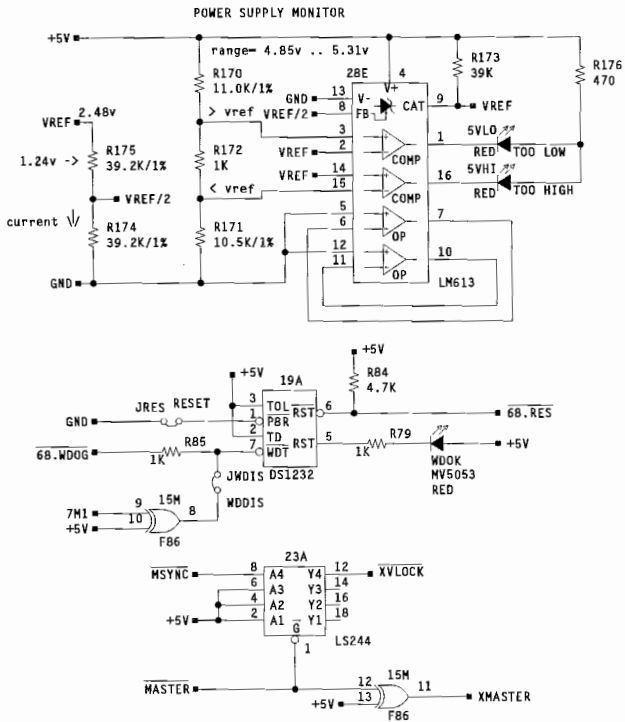 POWER SUPPLY MONITOR
+5V
range= 4.85v .. 5.31v
R170
11.0K/1%
28E
4
V+
R173
39K
R176
470
GND
13
V-
VREF/2
8
FB
CAT
9
VREF
2.48v
VREF
> vref
3
VREF
2
COMP
1
5VLO
RED
TOO LOW
R175
39.2K/1%
1.24v ->
R172
1K
VREF
14
15
COMP
16
5VHI
RED
TOO HIGH
< vref
VREF/2
current
R174
39.2K/1%
R171
10.5K/1%
5
6
OP
7
12
11
OP
10
GND
LM613
+5V
+5V
19A
R84
4.7K
JRES
RESET
GND
3
TOL
1
PBR
2
TD
RST
6
68.RES
68.WDOG
R85
1K
7
WDT
RST
5
R79
1K
+5V
DS1232
WDOK
MV5053
RED
JWDIS
WDDIS
7M1
9
+5V
10
15M
8
F86
23A
MSYNC
8
A4
Y4
12
XVLOCK
6
A3
Y3
14
4
A2
Y2
16
+5V
2
A1
Y1
18
G
LS244
1
MASTER
12
15M
11
XMASTER
+5V
13
F86